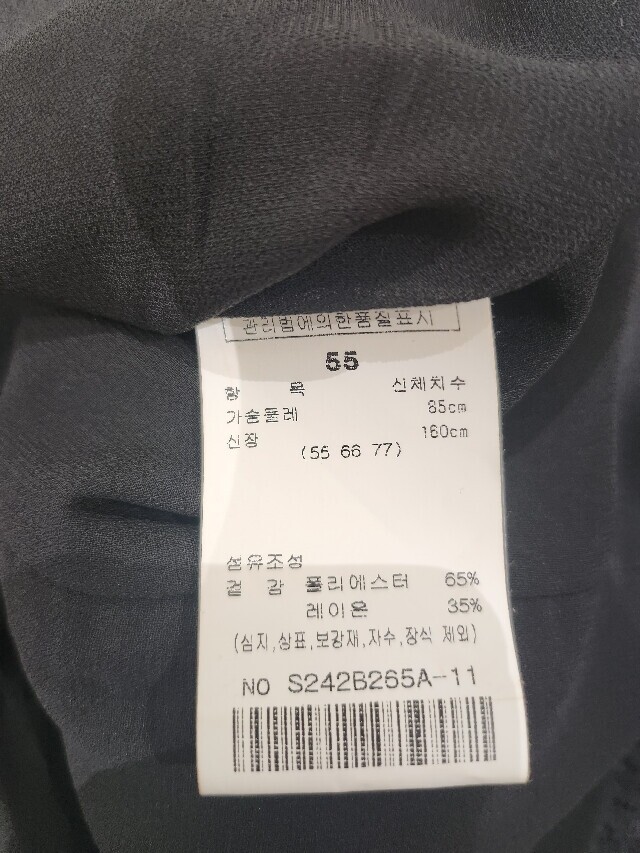 관리법에의한품질표시
55
항 목 신체치수
가슴둘레 85cm
신장 160cm
(55 66 77)
섬유조성
겉 감 폴리에스터 65%
레이온 35%
(심지,상표,보강재,자수,장식 제외)
NO S242B265A-11